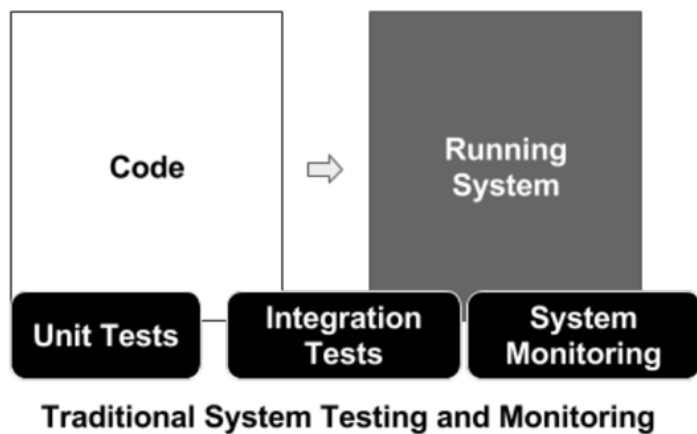 Code
Running
System
Unit Tests
Integration
Tests
System
Monitoring
Traditional System Testing and Monitoring